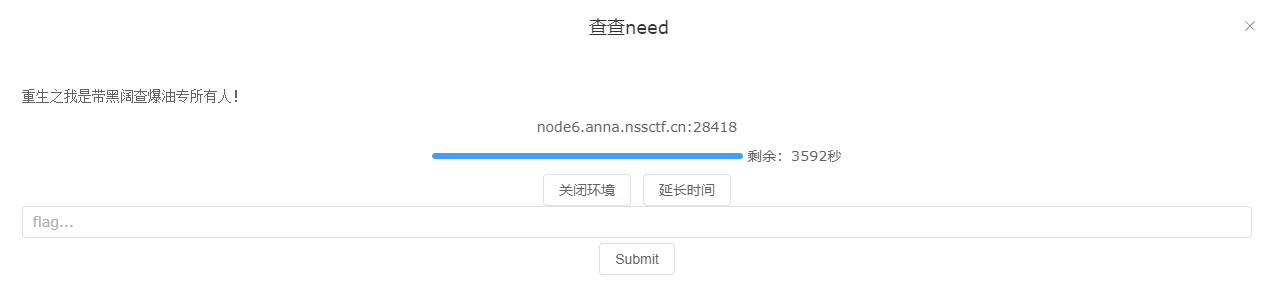 查查need
重生之我是带黑阔查爆油专所有人!
node6.anna.nssctf.cn:28418
剩余：3592秒
关闭环境 延长时间
flag...
Submit